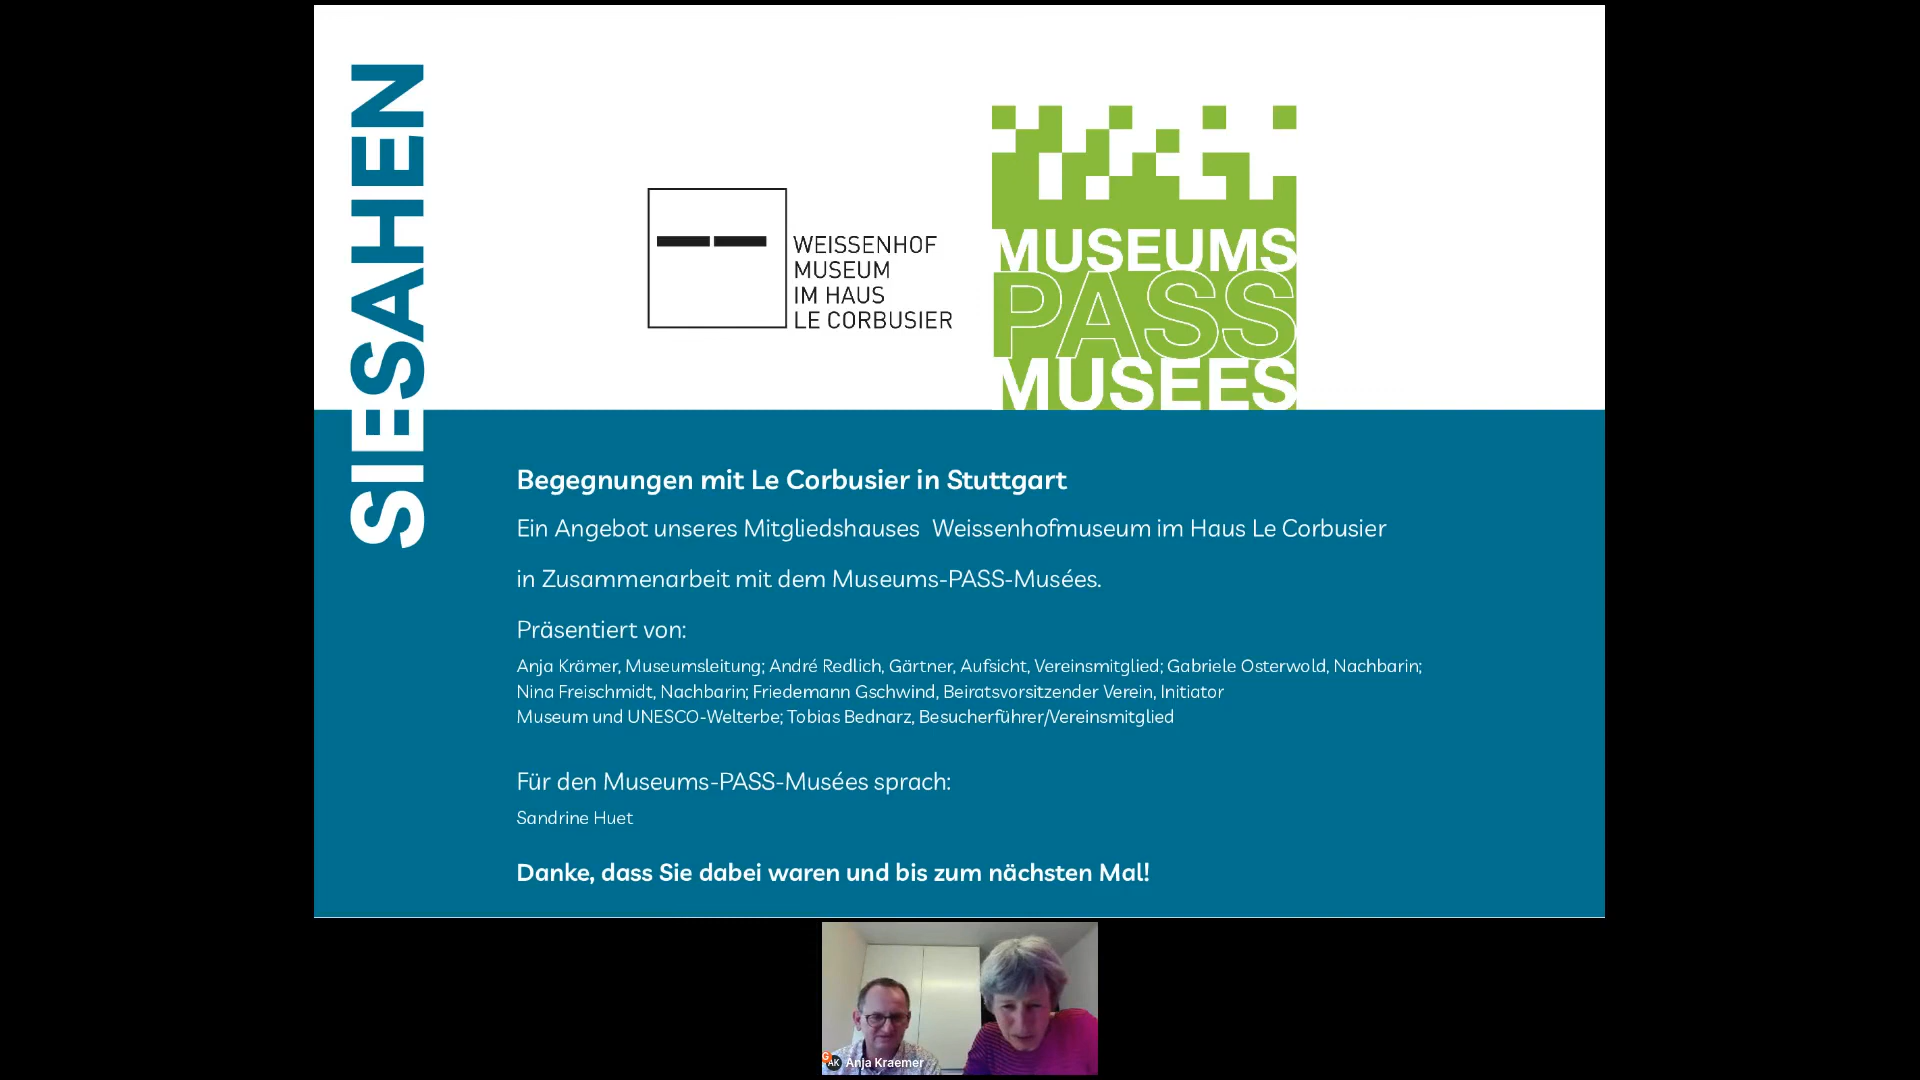 SIESAHEN
WEISSENHOF
MUSEUM
IM HAUS
LE CORBUSIER
MUSEUMS
PASS
MUSEES
Begegnungen mit Le Corbusier in Stuttgart
Ein Angebot unseres Mitgliedshauses Weissenhofmuseum im Haus Le Corbusier
in Zusammenarbeit mit dem Museums-PASS-Musées.
Präsentiert von:
Anja Krämer, Museumsleitung; André Redlich, Gärtner, Aufsicht, Vereinsmitglied; Gabriele Osterwold, Nachbarin;
Nina Freischmidt, Nachbarin; Friedemann Gschwind, Beiratsvorsitzender Verein, Initiator
Museum und UNESCO-Welterbe; Tobias Bednarz, Besucherführer/Vereinsmitglied
Für den Museums-PASS-Musées sprach:
Sandrine Huet
Danke, dass Sie dabei waren und bis zum nächsten Mal!
G AK Anja Kraemer